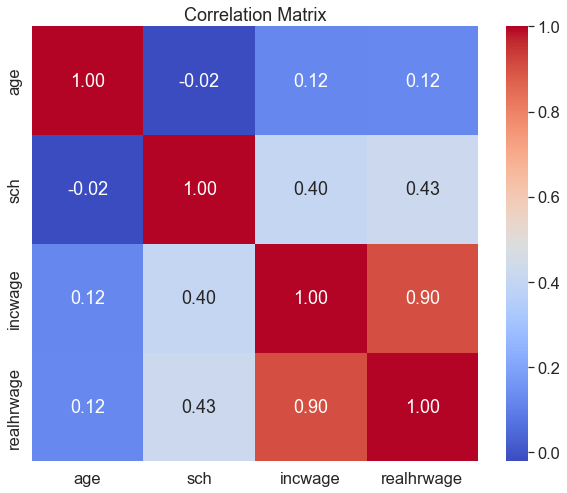 Correlation Matrix
age 1.00 -0.02 0.12 0.12
sch -0.02 1.00 0.40 0.43
incwage 0.12 0.40 1.00 0.90
realhrwage 0.12 0.43 0.90 1.00
age sch incwage realhrwage
1.0
0.8
0.6
0.4
0.2
0.0